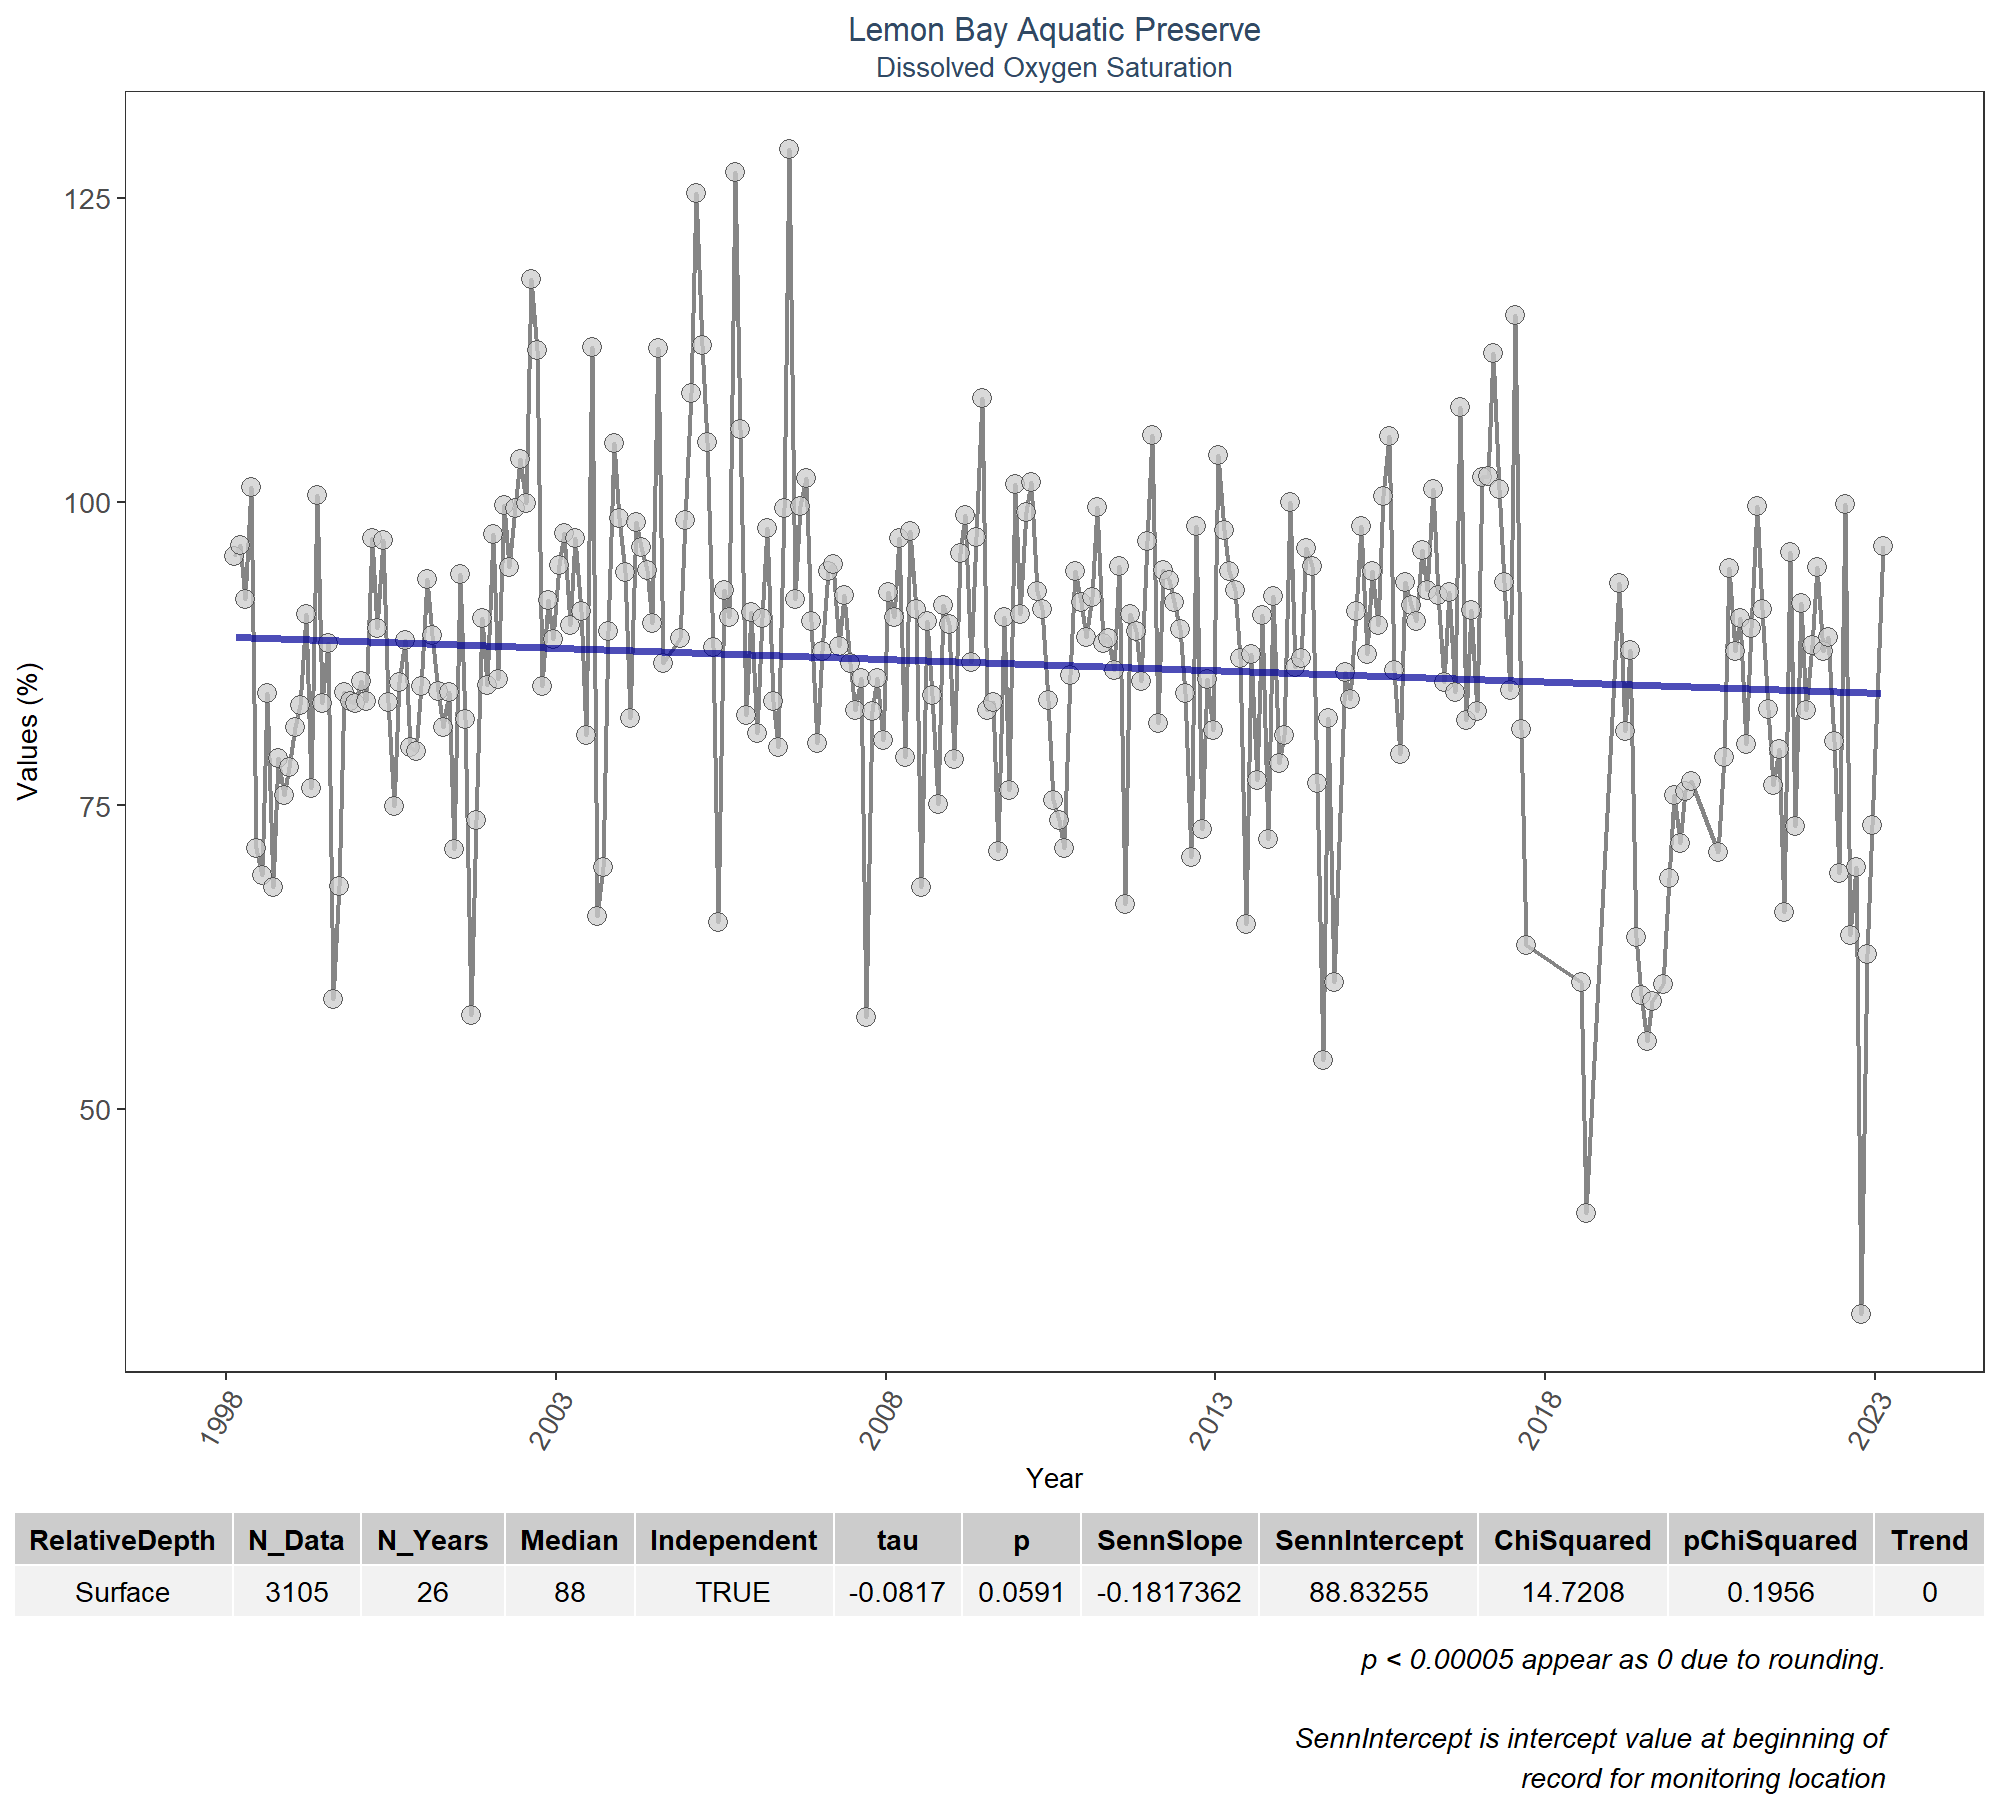 Lemon Bay Aquatic Preserve
Dissolved Oxygen Saturation
Values (%)
125
100
75
50
1998 2003 2008 2013 2018 2023
Year
RelativeDepth N_Data N_Years Median Independent tau p SennSlope SennIntercept ChiSquared pChiSquared Trend
Surface 3105 26 88 TRUE -0.0817 0.0591 -0.1817362 88.83255 14.7208 0.1956 0
p < 0.00005 appear as 0 due to rounding.
SennIntercept is intercept value at beginning of
record for monitoring location